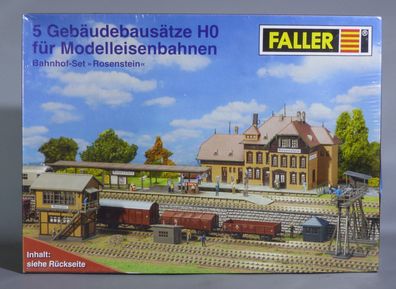 5 Gebäudebausätze H0
für Modelleisenbahnen
Bahnhof-Set »Rosenstein«
FALLER
Inhalt:
siehe Rückseite